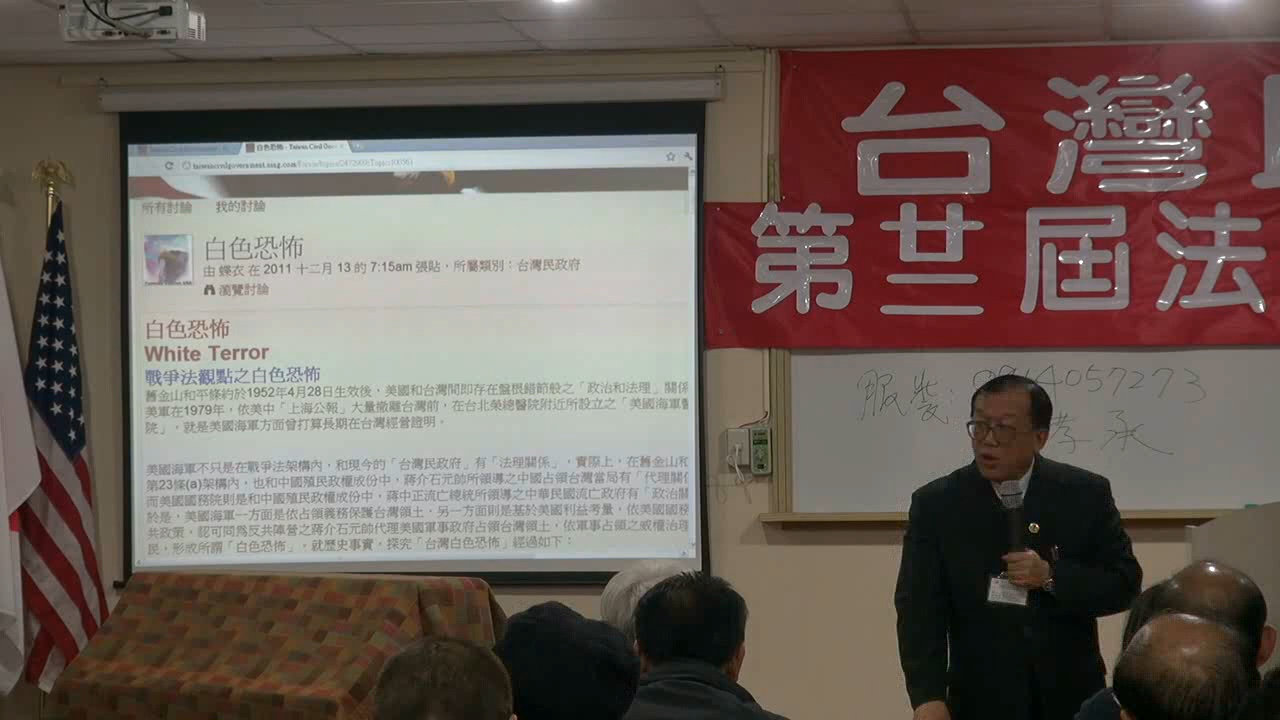 白色恐怖 - Taiwan Civil Gove
所有討論 我的討論
白色恐怖
由 蝶衣 在 2011 十二月 13 的 7:15am 張貼．所屬類別：台灣民政府
瀏覽討論
白色恐怖
White Terror
戰爭法觀點之白色恐怖
舊金山和平條約於1952年4月28日生效後，美國和台灣間即存在盤根錯節般之「政治和法理」關係
美軍在1979年，依美中「上海公報」大量撤離台灣前，在台北榮總醫院附近所設立之「美國海軍醫
院」，就是美國海軍方面曾打算長期在台灣經營證明。
美國海軍不只是在戰爭法架構內，和現今的「台灣民政府」有「法理關係」，實際上，在舊金山和
第23條(a)架構內，也和中國殖民政權成份中，蔣介石元帥所領導之中國占領台灣當局有「代理關係
而美國國務院則是和中國殖民政權成份中，蔣中正流亡總統所領導之中華民國流亡政府有「政治關
於是，美國海軍一方面是依占領義務保護台灣領土，另一方面則是基於美國利益考量，依美國國務
共政策，認可同為反共陣營之蔣介石元帥代理美國軍事政府占領台灣領土，依軍事占領之威權治理
民，形成所謂「白色恐怖」，就歷史事實，探究「台灣白色恐怖」經過如下：
台灣
第廿二屆法
服裝：0914057273
孝承